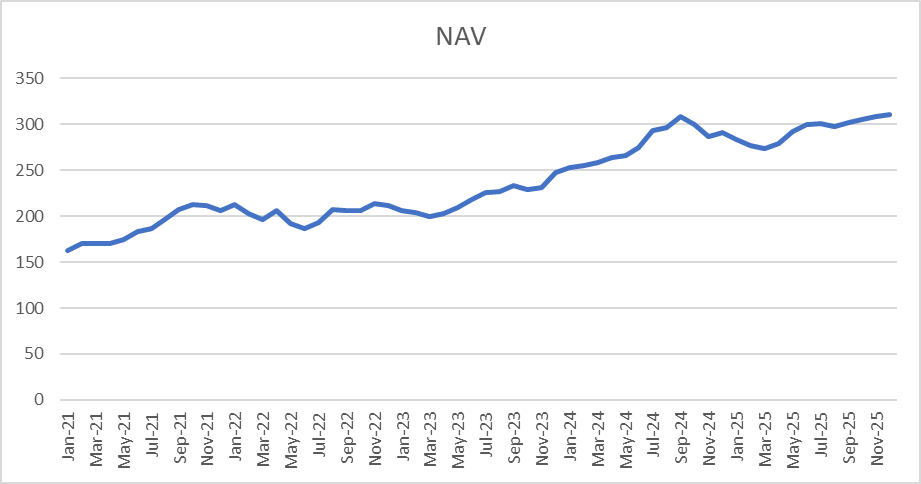 NAV
350
300
250
200
150
100
50
0
Jan-21
Mar-21
May-21
Jul-21
Sep-21
Nov-21
Jan-22
Mar-22
May-22
Jul-22
Sep-22
Nov-22
Jan-23
Mar-23
May-23
Jul-23
Sep-23
Nov-23
Jan-24
Mar-24
May-24
Jul-24
Sep-24
Nov-24
Jan-25
Mar-25
May-25
Jul-25
Sep-25
Nov-25